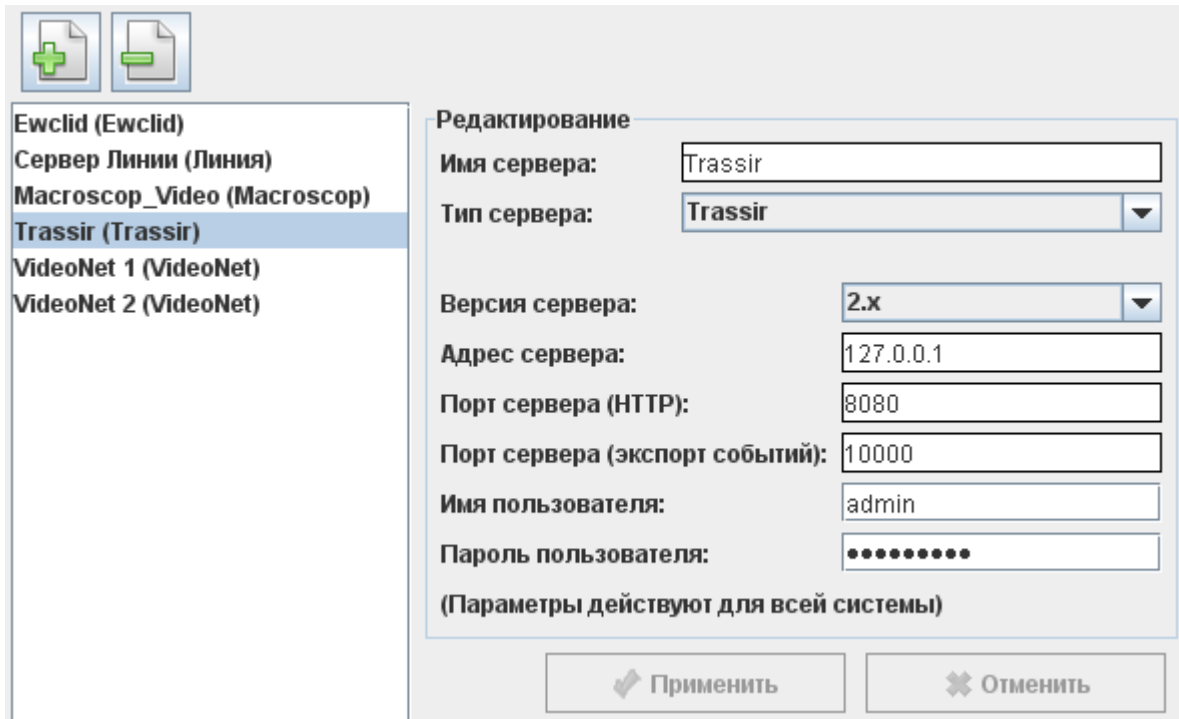 Ewclid (Ewclid)
Сервер Линии (Линия)
Macroscop_Video (Macroscop)
Trassir (Trassir)
VideoNet 1 (VideoNet)
VideoNet 2 (VideoNet)
Редактирование
Имя сервера: Trassir
Тип сервера: Trassir
Версия сервера: 2.x
Адрес сервера: 127.0.0.1
Порт сервера (HTTP): 8080
Порт сервера (экспорт событий): 10000
Имя пользователя: admin
Пароль пользователя: •••••••••
(Параметры действуют для всей системы)
Применить Отменить